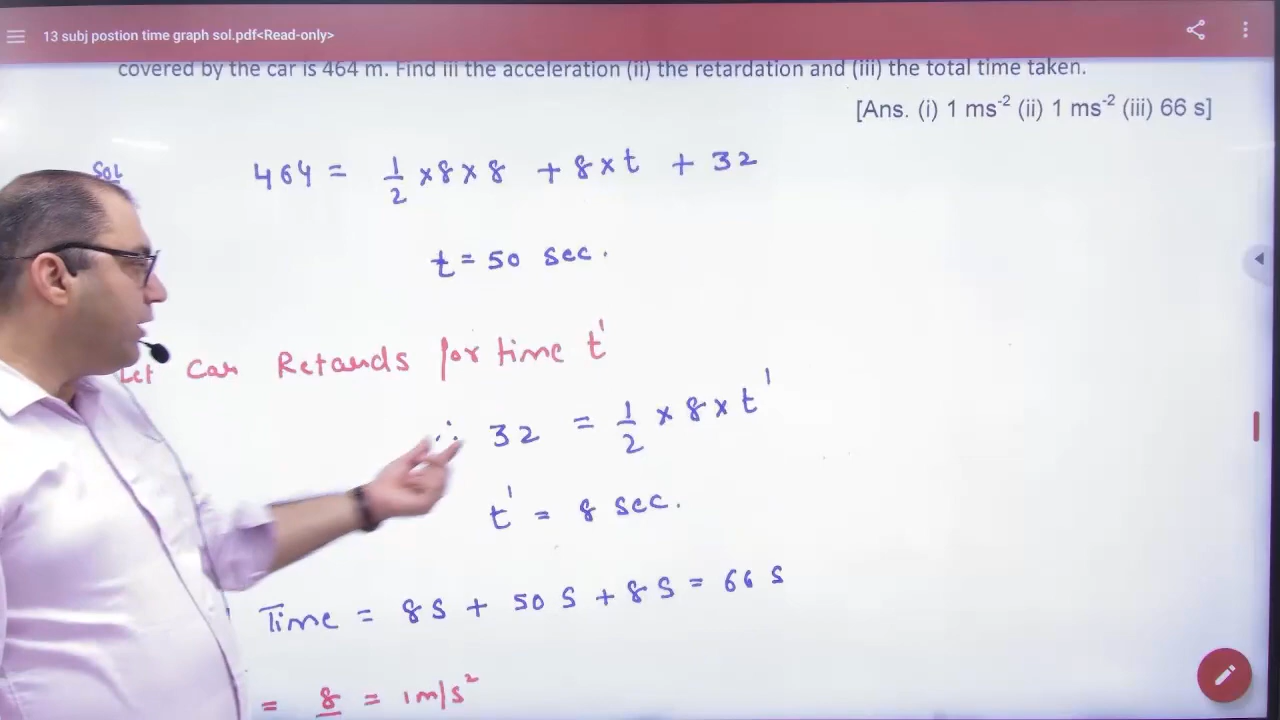 13 subj postion time graph sol.pdf<Read-only>
covered by the car is 464 m. Find iii the acceleration (ii) the retardation and (iii) the total time taken.
[Ans. (i) 1 ms⁻² (ii) 1 ms⁻² (iii) 66 s]
Sol
464 = 1/2 × 8 × 8 + 8 × t + 32
t = 50 sec.
Let Car Retards for time t'
∴ 32 = 1/2 × 8 × t'
t' = 8 sec.
Time = 8S + 50 S + 8 S = 66 S
= 8 = 1m/s²